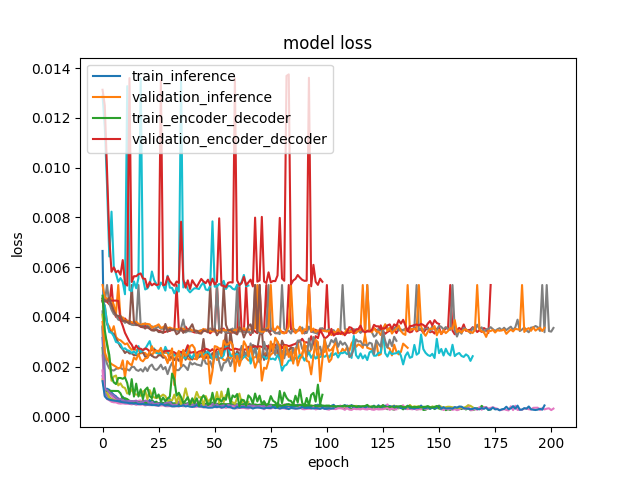 model loss
train_inference
validation_inference
train_encoder_decoder
validation_encoder_decoder
loss
0.014
0.012
0.010
0.008
0.006
0.004
0.002
0.000
0 25 50 75 100 125 150 175 200
epoch